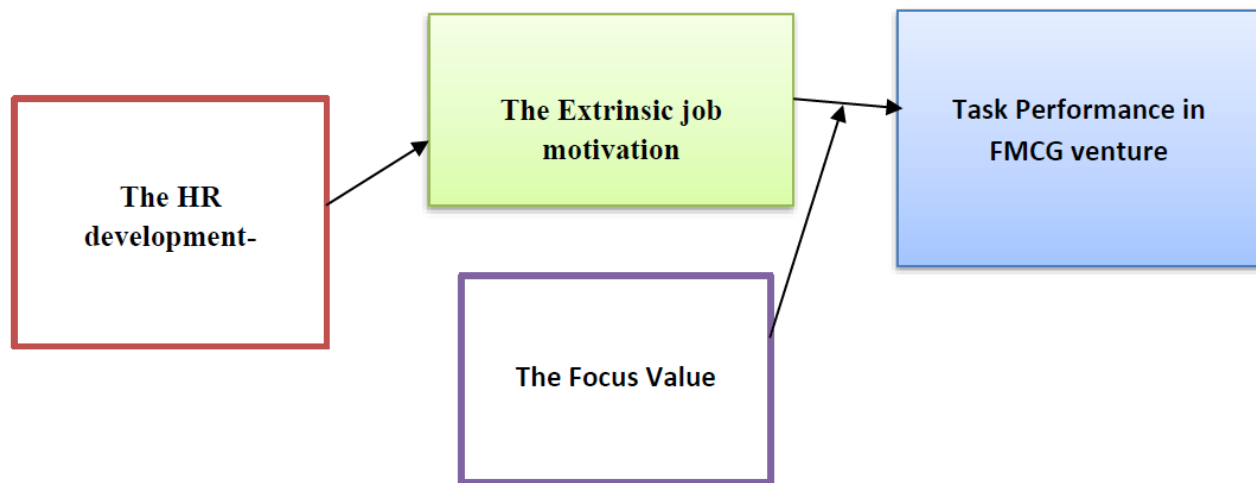 The HR
development-
The Extrinsic job
motivation
Task Performance in
FMCG venture
The Focus Value